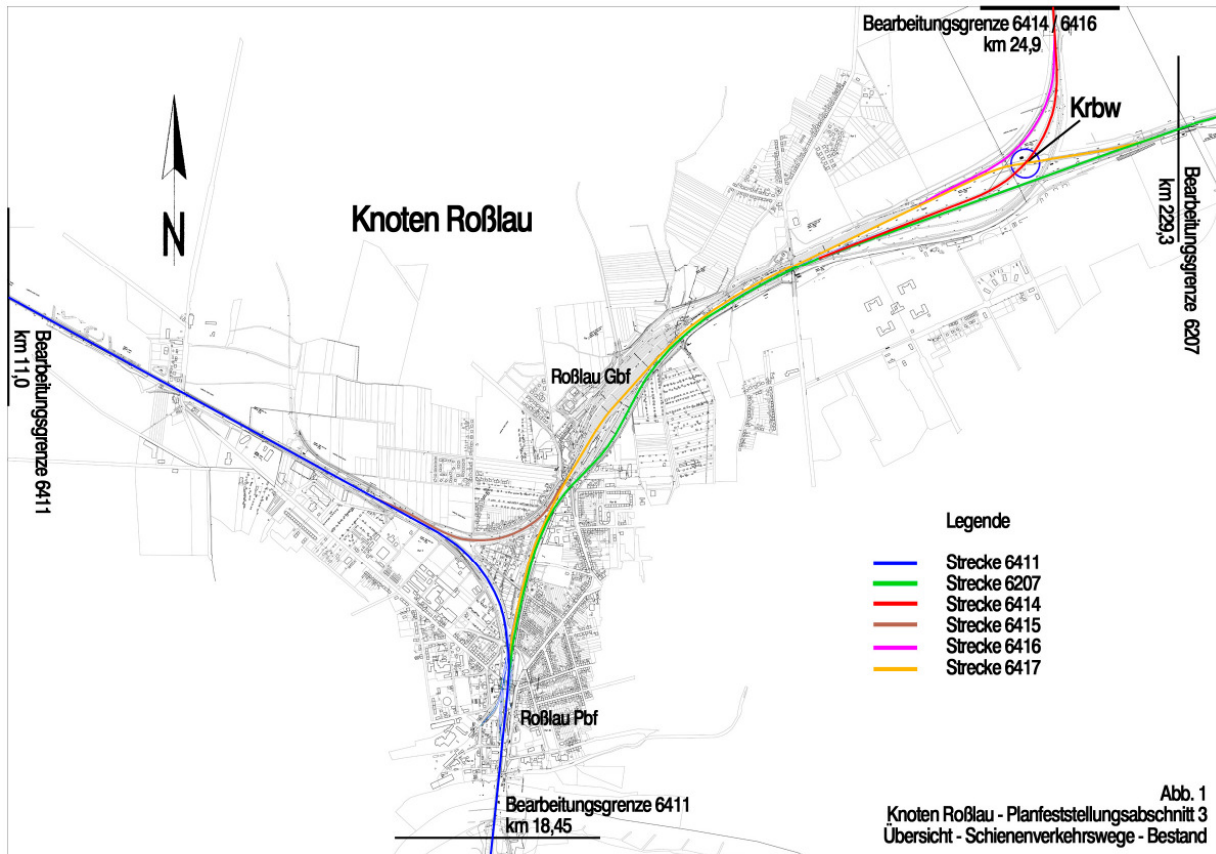 Bearbeitungsgrenze 6414 / 6416
km 24,9
Krbw
Bearbeitungsgrenze 6207
km 229,3
N
Knoten Roßlau
Bearbeitungsgrenze 6411
km 11,0
Roßlau Gbf
Legende
Strecke 6411
Strecke 6207
Strecke 6414
Strecke 6415
Strecke 6416
Strecke 6417
Roßlau Pbf
Bearbeitungsgrenze 6411
km 18,45
Abb. 1
Knoten Roßlau - Planfeststellungsabschnitt 3
Übersicht - Schienenverkehrswege - Bestand